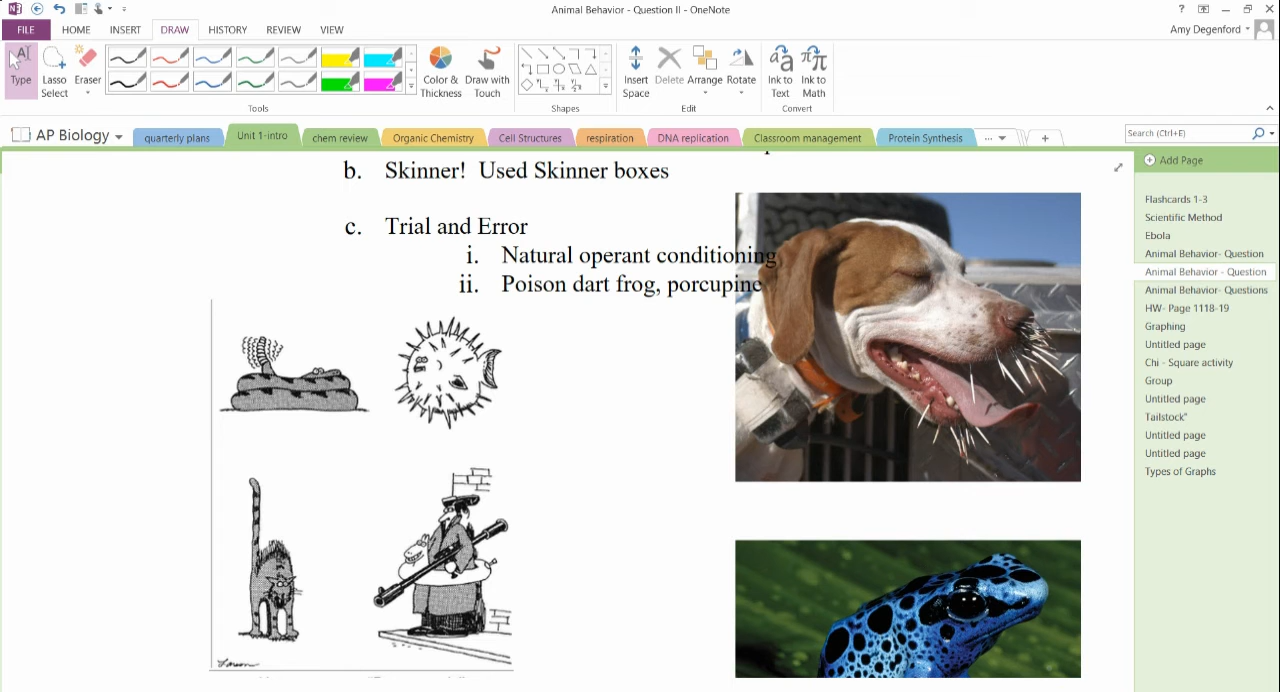 Animal Behavior - Question II - OneNote
FILE
HOME
INSERT
DRAW
HISTORY
REVIEW
VIEW
Amy Degenford
Type
Lasso Select
Eraser
Color & Thickness
Draw with Touch
Insert Space
Delete
Arrange
Rotate
Ink to Text
Ink to Math
Tools
Shapes
Edit
Convert
AP Biology
quarterly plans
Unit 1-intro
chem review
Organic Chemistry
Cell Structures
respiration
DNA replication
Classroom management
Protein Synthesis
Search (Ctrl+E)
b. Skinner! Used Skinner boxes
c. Trial and Error
i. Natural operant conditioning
ii. Poison dart frog, porcupine
Larson
Add Page
Flashcards 1-3
Scientific Method
Ebola
Animal Behavior- Question
Animal Behavior - Question
Animal Behavior- Questions
HW- Page 1118-19
Graphing
Untitled page
Chi - Square activity
Group
Untitled page
Tailstock"
Untitled page
Untitled page
Types of Graphs